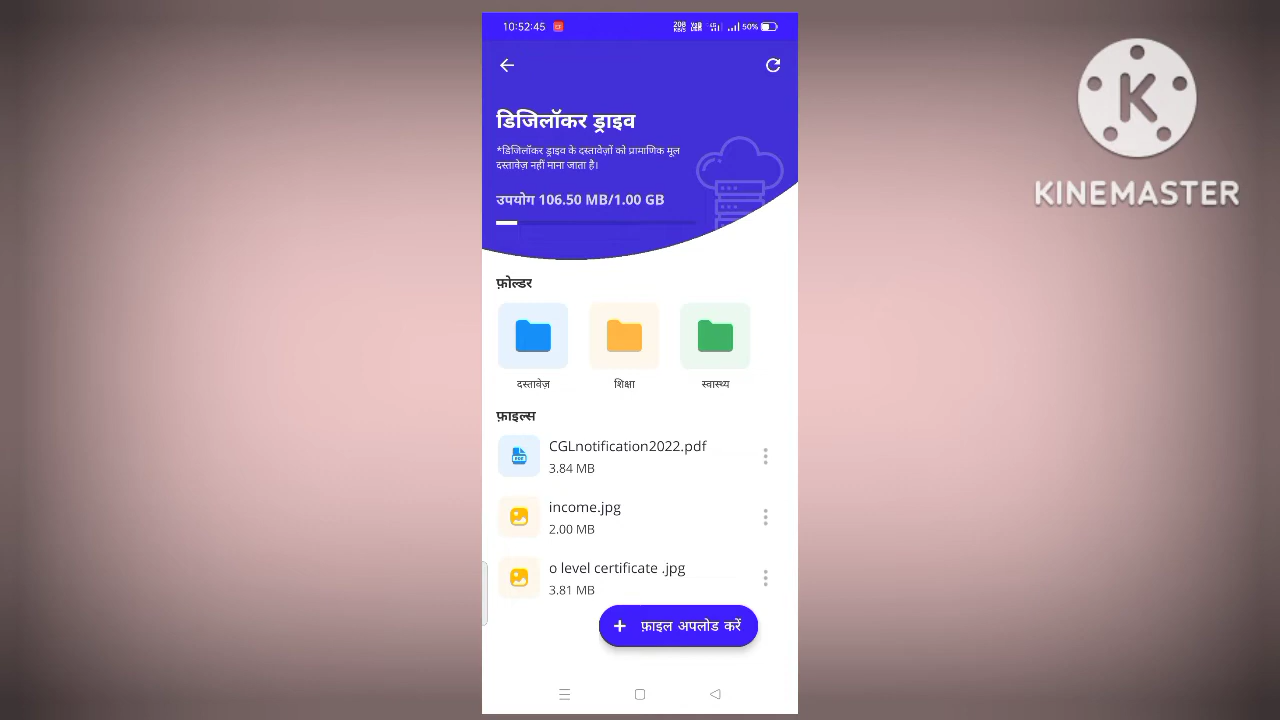 10:52:45
50%
डिजिलॉकर ड्राइव
*डिजिलॉकर ड्राइव के दस्तावेज़ों को प्रामाणिक मूल
दस्तावेज़ नहीं माना जाता है।
उपयोग 106.50 MB/1.00 GB
फ़ोल्डर
दस्तावेज़ शिक्षा स्वास्थ्य
फ़ाइल्स
CGLnotification2022.pdf
3.84 MB
income.jpg
2.00 MB
o level certificate .jpg
3.81 MB
+ फ़ाइल अपलोड करें
K
KINEMASTER